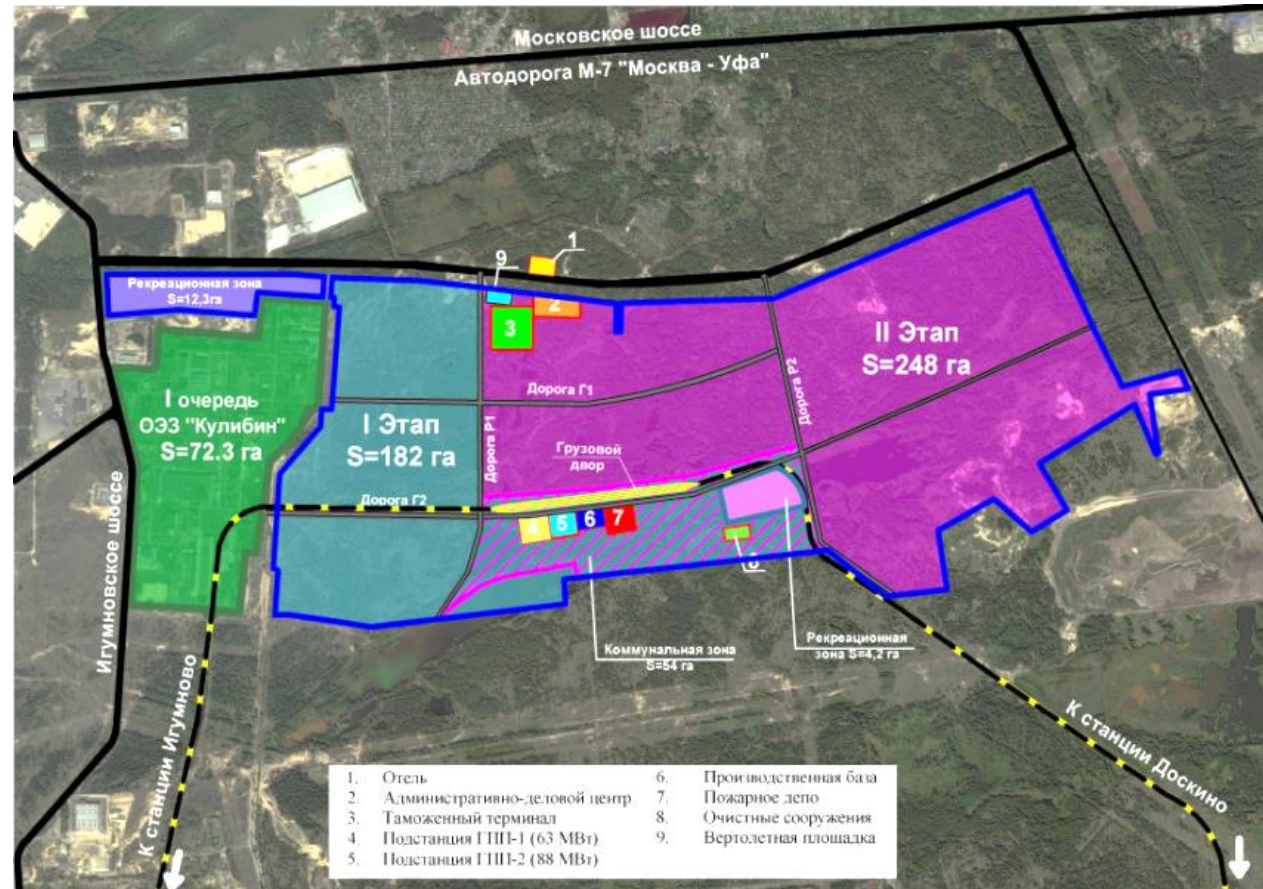 Московское шоссе
Автодорога М-7 "Москва - Уфа"
1
9
Рекреационная зона
S=12,3га
2
3
II Этап
S=248 га
Дорога Р2
Дорога Г1
I очередь
ОЭЗ "Кулибин"
S=72.3 га
I Этап
S=182 га
Дорога Р1
Грузовой
двор
Дорога Г2
4
5
6
7
8
Игумновское шоссе
Коммунальная зона
S=54 га
Рекреационная
зона S=4,2 га
К станции Игумново
К станции Доскино
1. Отель
2. Административно-деловой центр
3. Таможенный терминал
4. Подстанция ГПП-1 (63 МВт)
5. Подстанция ГПП-2 (88 МВт)
6. Производственная база
7. Пожарное депо
8. Очистные сооружения
9. Вертолетная площадка